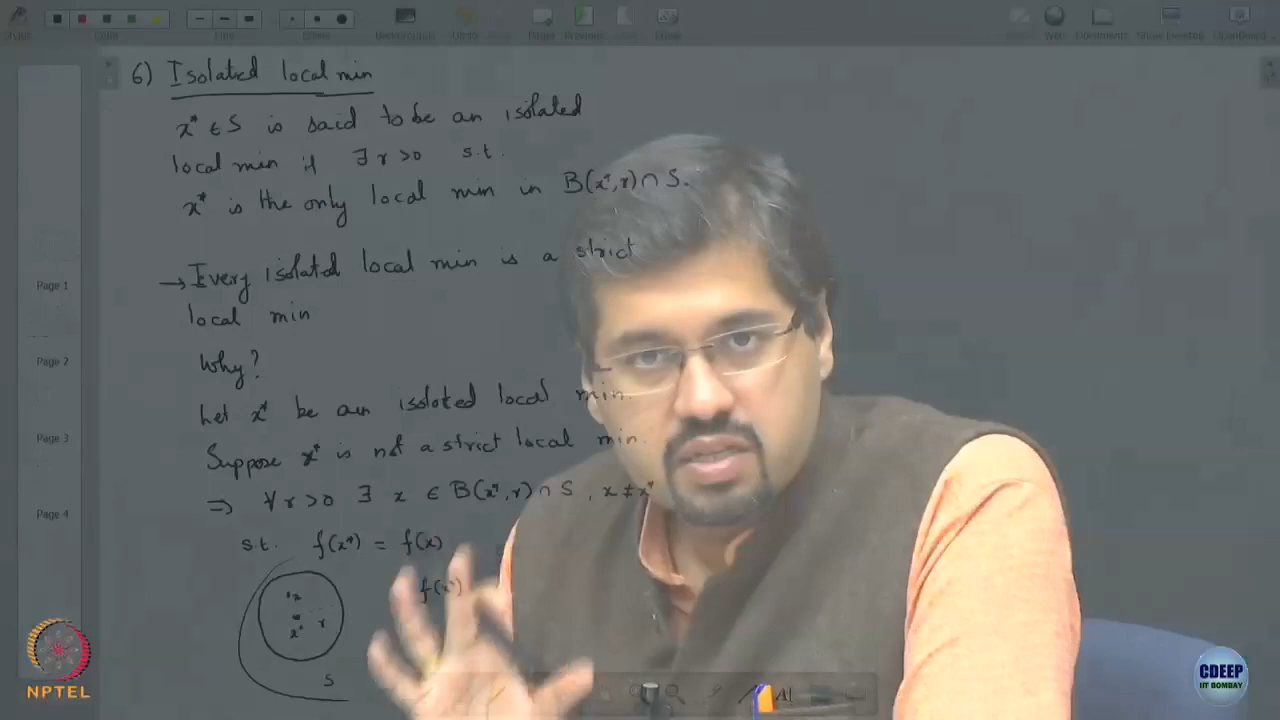 6) Isolated local min
x* ∈ S is said to be an isolated
local min if ∃ r > 0 s.t.
x* is the only local min in B(x*, r) ∩ S.
→ Every isolated local min is a strict
local min
Why?
Let x* be an isolated local min.
Suppose x* is not a strict local min.
⇒ ∀ r > 0 ∃ x ∈ B(x*, r) ∩ S, x ≠ x*
s.t. f(x*) = f(x)
f(x*)
x
x*
r
S
Page 1
Page 2
Page 3
Page 4
NPTEL
CDEEP
IIT BOMBAY